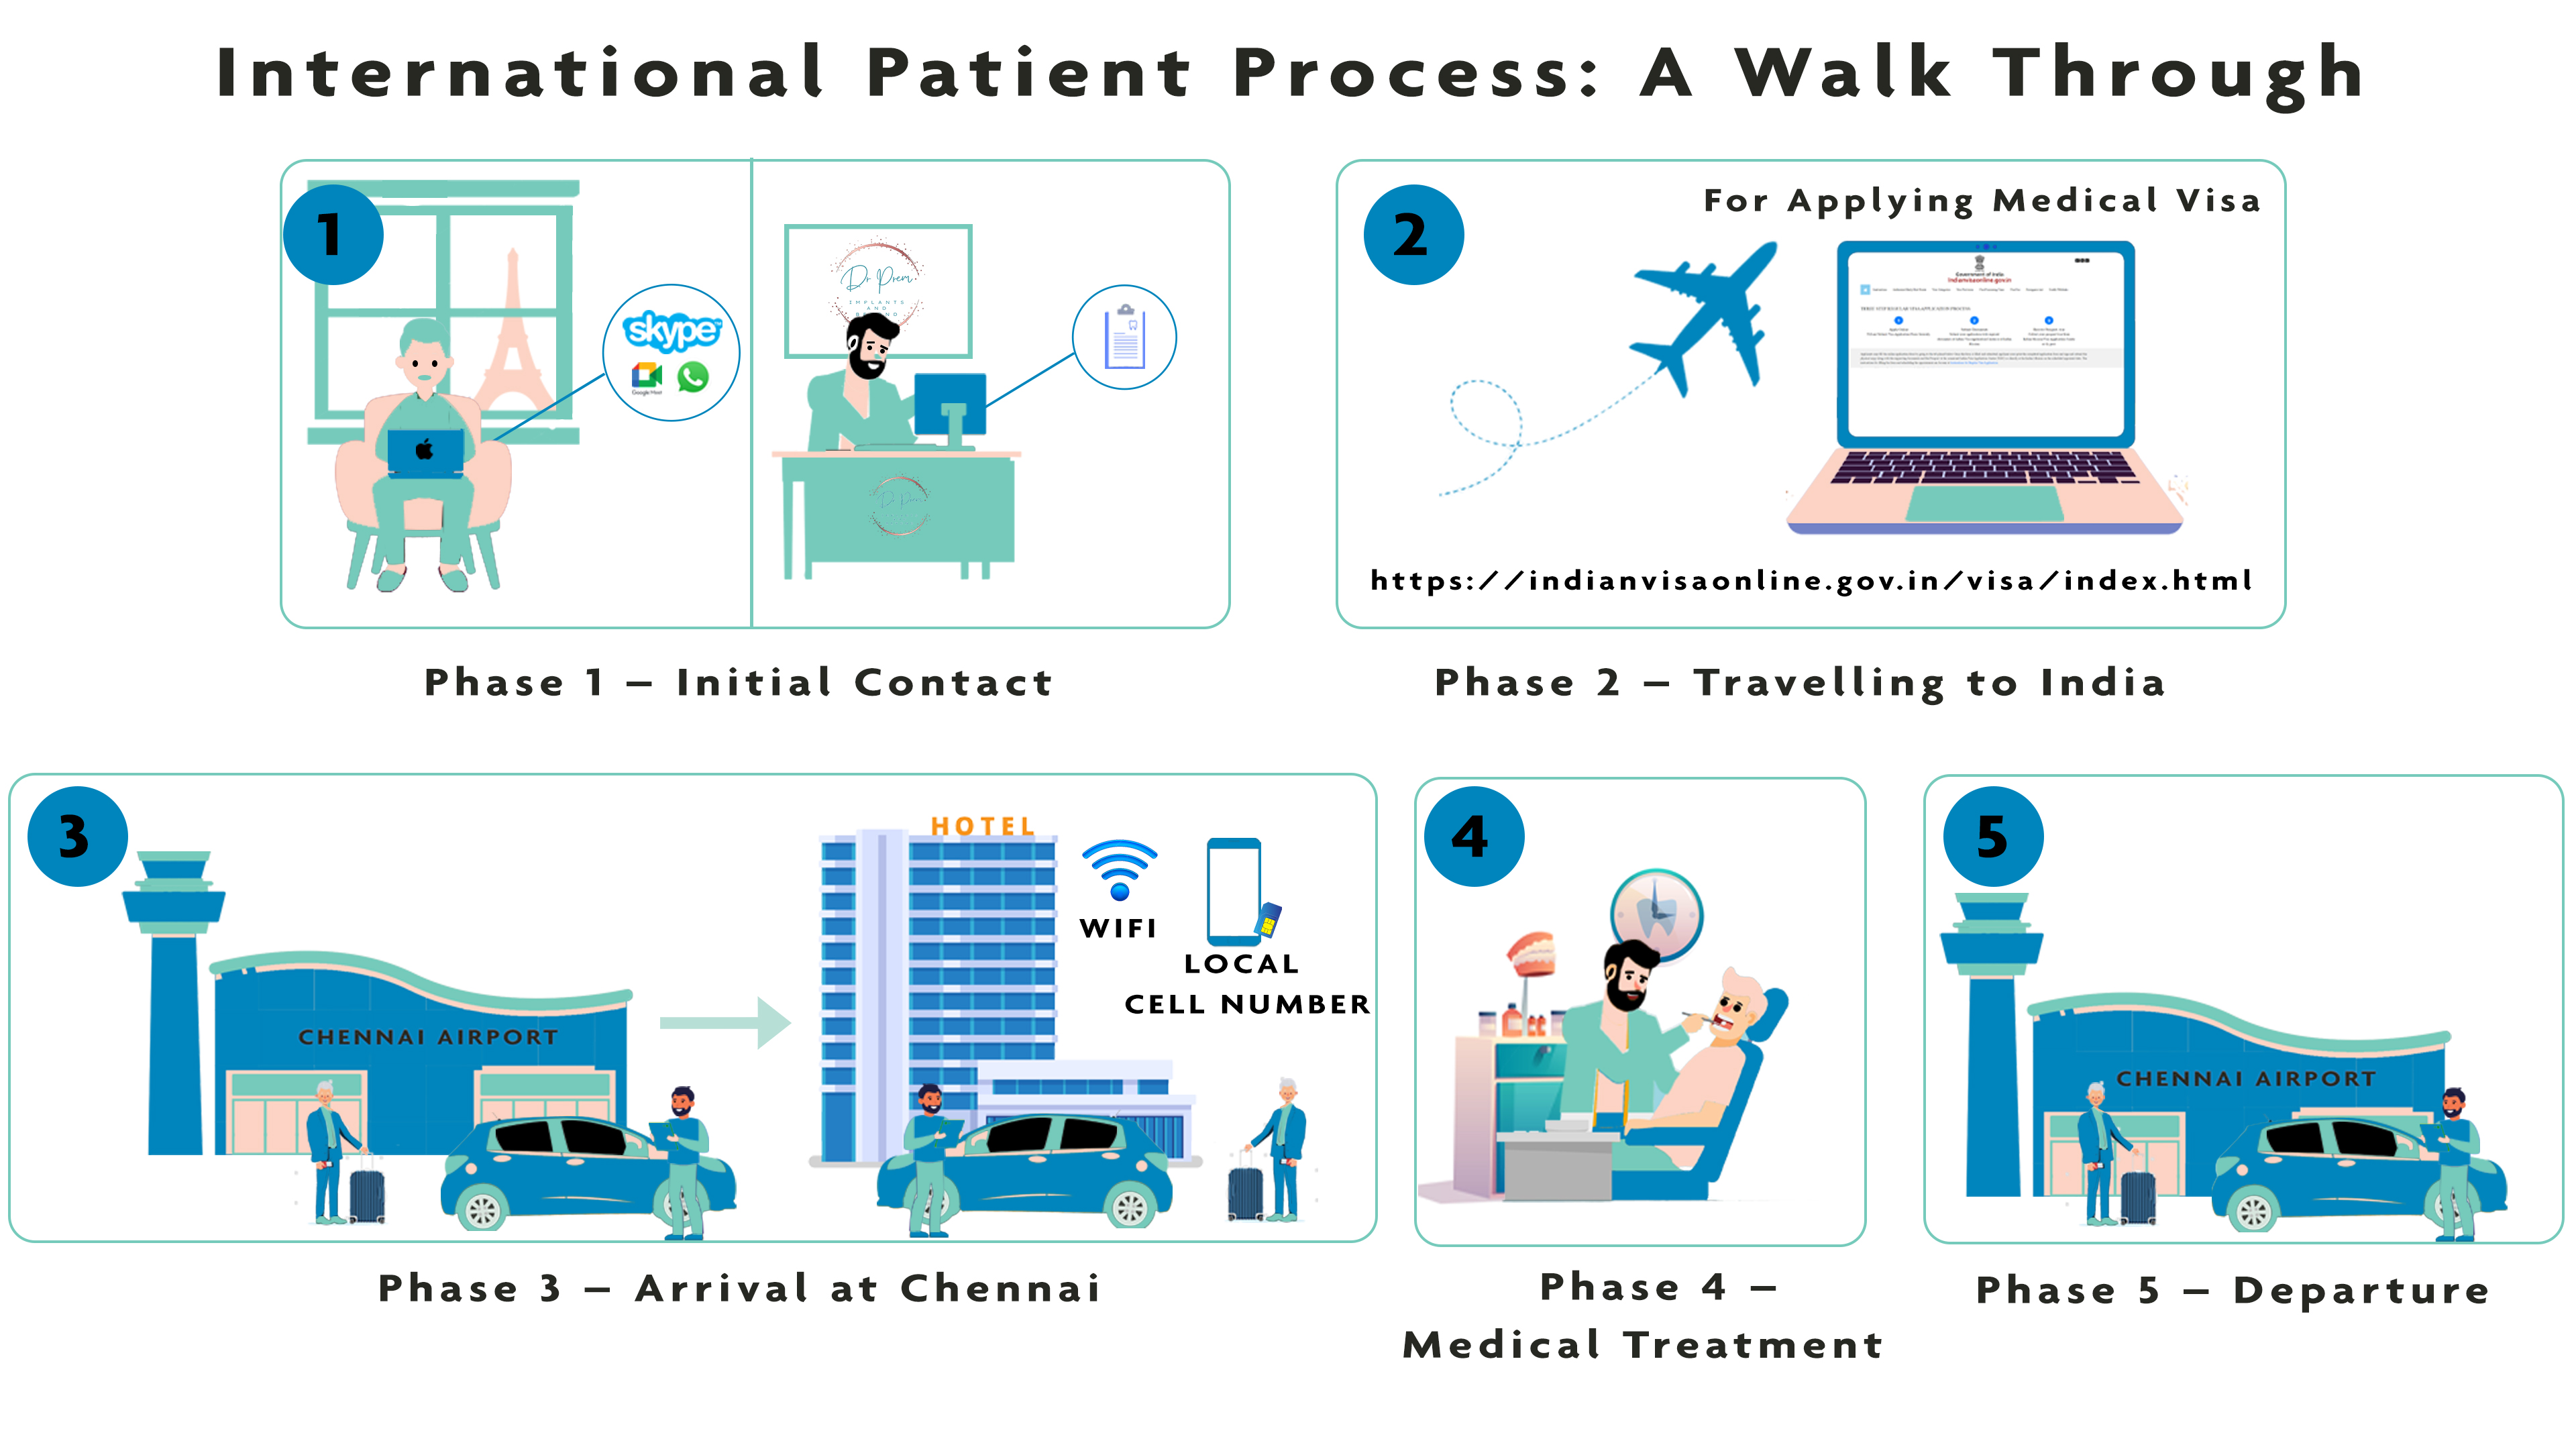 International Patient Process: A Walk Through
1
skype
Google Meet
Dr Prem
IMPLANTS
AND
Dr Prem
Phase 1 – Initial Contact
2
For Applying Medical Visa
Government of India
indianvisaonline.gov.in
https://indianvisaonline.gov.in/visa/index.html
Phase 2 – Travelling to India
3
CHENNAI AIRPORT
HOTEL
WIFI
LOCAL
CELL NUMBER
Phase 3 – Arrival at Chennai
4
Phase 4 –
Medical Treatment
5
CHENNAI AIRPORT
Phase 5 – Departure